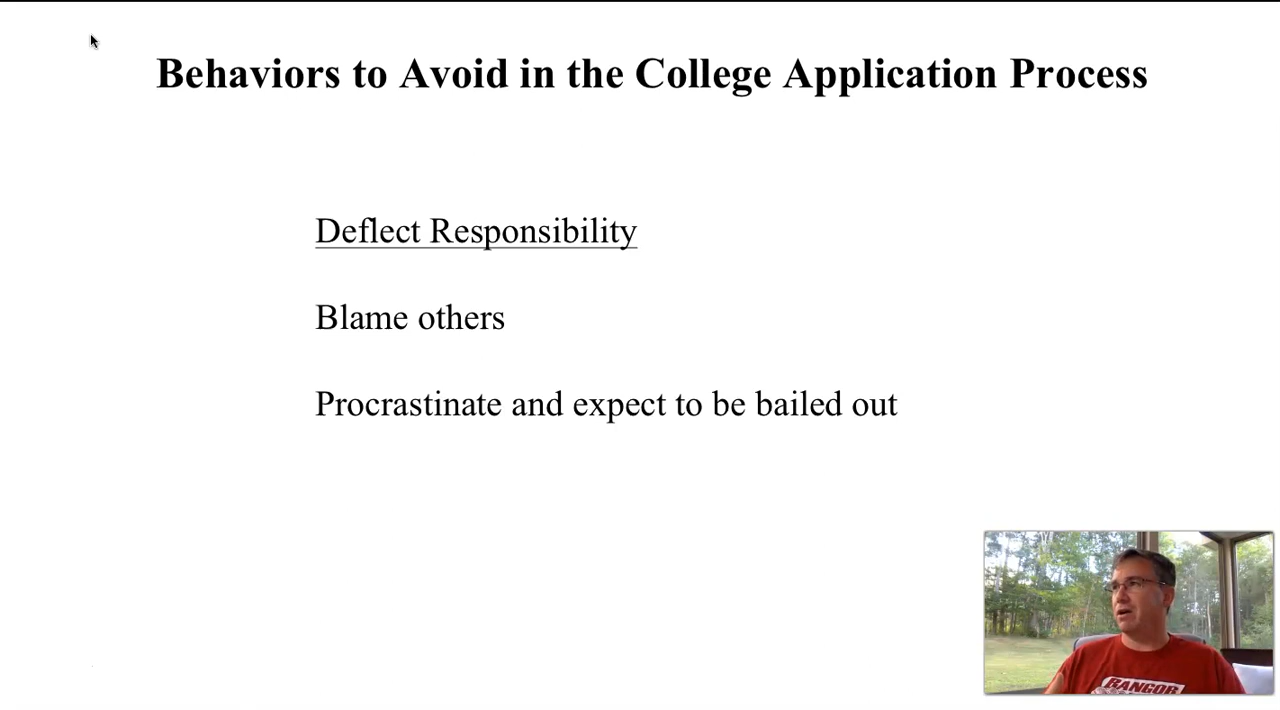 Behaviors to Avoid in the College Application Process
Deflect Responsibility
Blame others
Procrastinate and expect to be bailed out
BANGOR